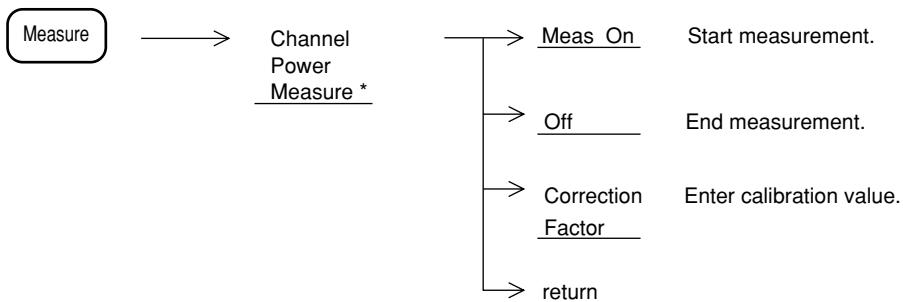 Measure
Channel
Power
Measure *
Meas On Start measurement.
Off End measurement.
Correction Enter calibration value.
Factor
return